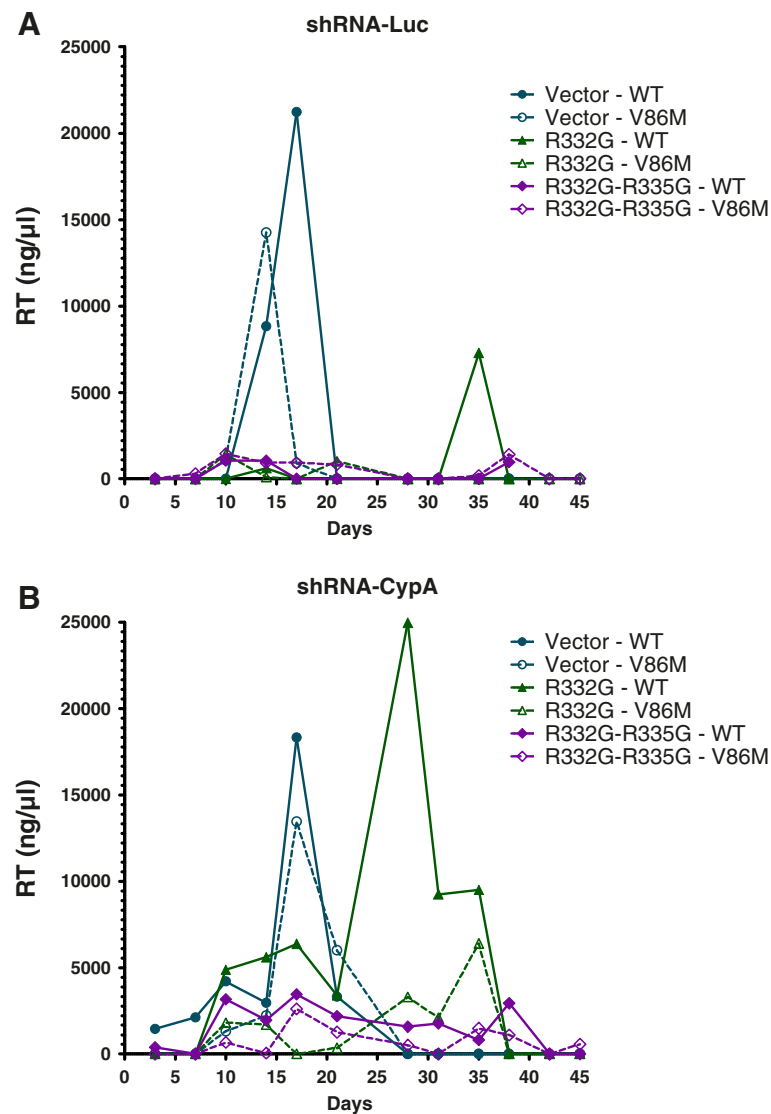 A
shRNA-Luc
25000
20000
15000
10000
5000
0
RT (ng/µl)
0 5 10 15 20 25 30 35 40 45
Days
Vector - WT
Vector - V86M
R332G - WT
R332G - V86M
R332G-R335G - WT
R332G-R335G - V86M
B
shRNA-CypA
25000
20000
15000
10000
5000
0
RT (ng/µl)
0 5 10 15 20 25 30 35 40 45
Days
Vector - WT
Vector - V86M
R332G - WT
R332G - V86M
R332G-R335G - WT
R332G-R335G - V86M